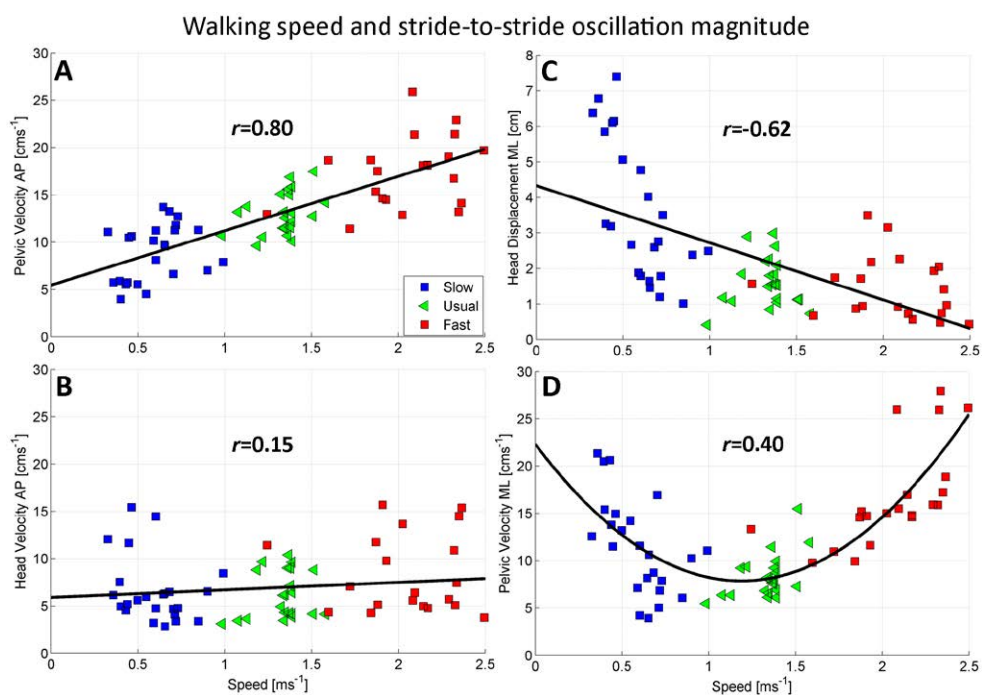 Walking speed and stride-to-stride oscillation magnitude
A
r=0.80
Pelvic Velocity AP [cms-1]
30
25
20
15
10
5
0
0 0.5 1 1.5 2 2.5
Slow
Usual
Fast
B
r=0.15
Head Velocity AP [cms-1]
30
25
20
15
10
5
0
0 0.5 1 1.5 2 2.5
Speed [ms-1]
C
r=-0.62
Head Displacement ML [cm]
8
7
6
5
4
3
2
1
0
0 0.5 1 1.5 2 2.5
D
r=0.40
Pelvic Velocity ML [cms-1]
30
25
20
15
10
5
0
0 0.5 1 1.5 2 2.5
Speed [ms-1]